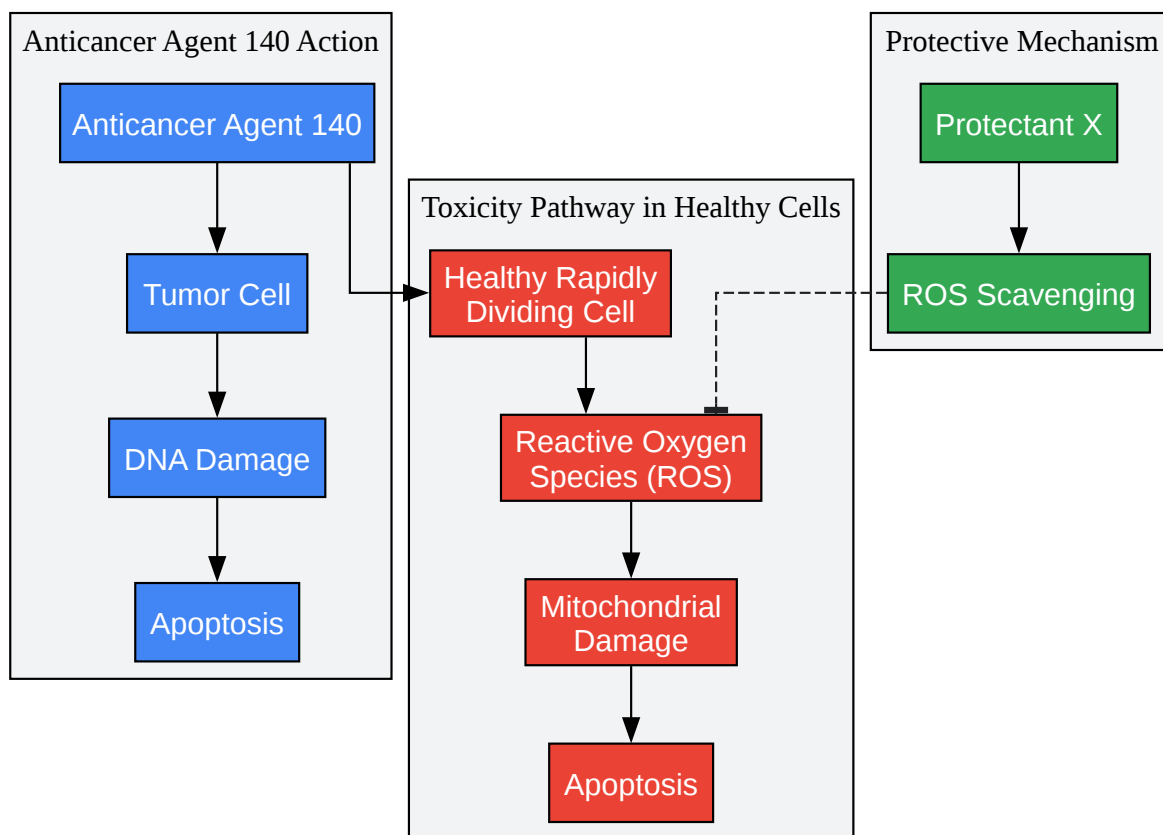 Anticancer Agent 140 Action
Anticancer Agent 140
Tumor Cell
DNA Damage
Apoptosis
Toxicity Pathway in Healthy Cells
Healthy Rapidly
Dividing Cell
Reactive Oxygen
Species (ROS)
Mitochondrial
Damage
Apoptosis
Protective Mechanism
Protectant X
ROS Scavenging